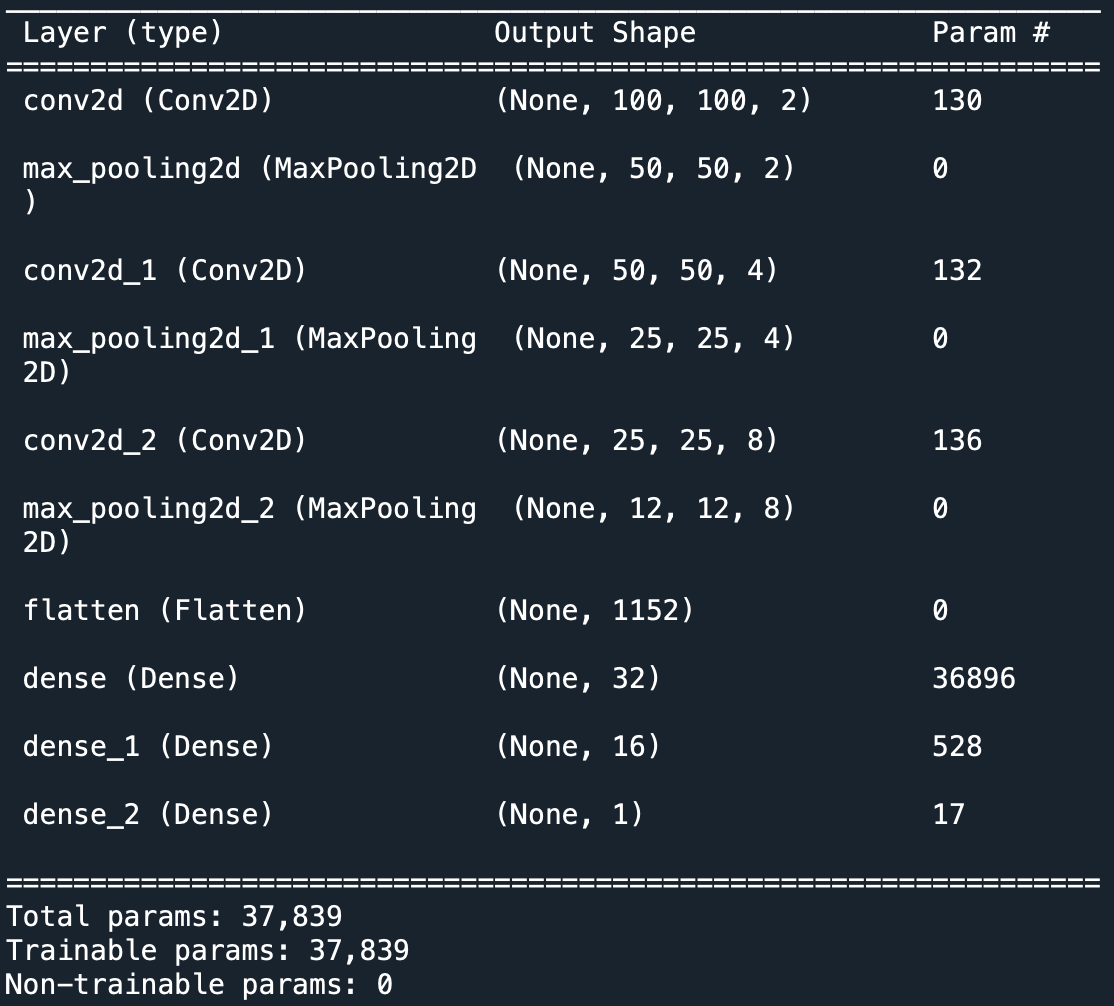 Layer (type) Output Shape Param #
=================================================================
conv2d (Conv2D) (None, 100, 100, 2) 130
max_pooling2d (MaxPooling2D (None, 50, 50, 2) 0
)
conv2d_1 (Conv2D) (None, 50, 50, 4) 132
max_pooling2d_1 (MaxPooling (None, 25, 25, 4) 0
2D)
conv2d_2 (Conv2D) (None, 25, 25, 8) 136
max_pooling2d_2 (MaxPooling (None, 12, 12, 8) 0
2D)
flatten (Flatten) (None, 1152) 0
dense (Dense) (None, 32) 36896
dense_1 (Dense) (None, 16) 528
dense_2 (Dense) (None, 1) 17
=================================================================
Total params: 37,839
Trainable params: 37,839
Non-trainable params: 0